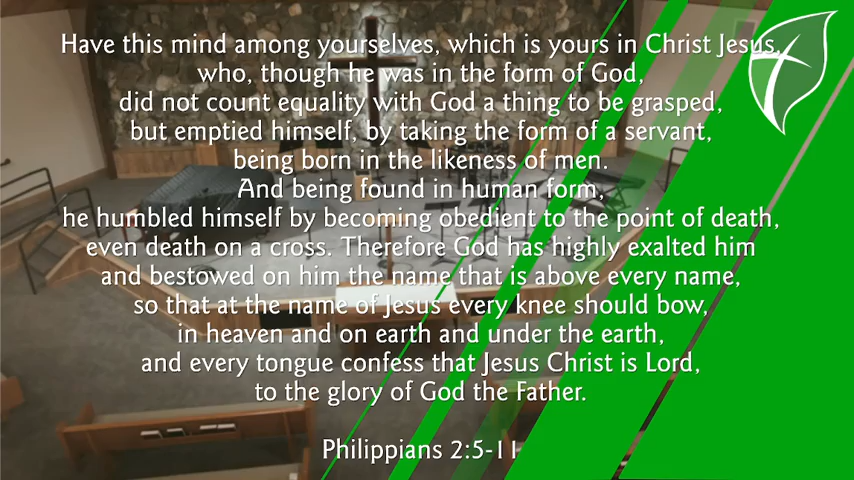 Have this mind among yourselves, which is yours in Christ Jesus,
who, though he was in the form of God,
did not count equality with God a thing to be grasped,
but emptied himself, by taking the form of a servant,
being born in the likeness of men.
And being found in human form,
he humbled himself by becoming obedient to the point of death,
even death on a cross. Therefore God has highly exalted him
and bestowed on him the name that is above every name,
so that at the name of Jesus every knee should bow,
in heaven and on earth and under the earth,
and every tongue confess that Jesus Christ is Lord,
to the glory of God the Father.
Philippians 2:5-11